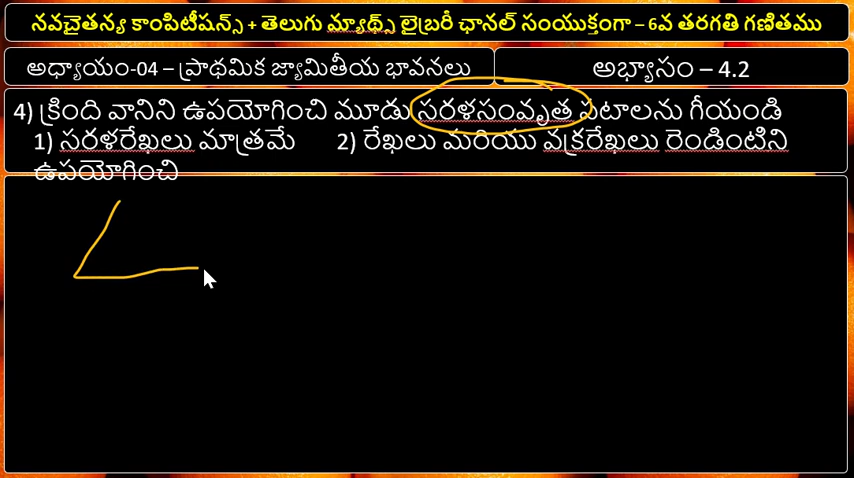 నవచైతన్య కాంపిటీషన్స్ + తెలుగు మ్యాథ్స్ లైబ్రరీ ఛానల్ సంయుక్తంగా – 6వ తరగతి గణితము
అధ్యాయం-04 – ప్రాథమిక జ్యామితీయ భావనలు
అభ్యాసం – 4.2
4) క్రింది వానిని ఉపయోగించి మూడు సరళసంవృత పటాలను గీయండి
1) సరళరేఖలు మాత్రమే 2) రేఖలు మరియు వక్రరేఖలు రెండింటిని
ఉపయోగించి